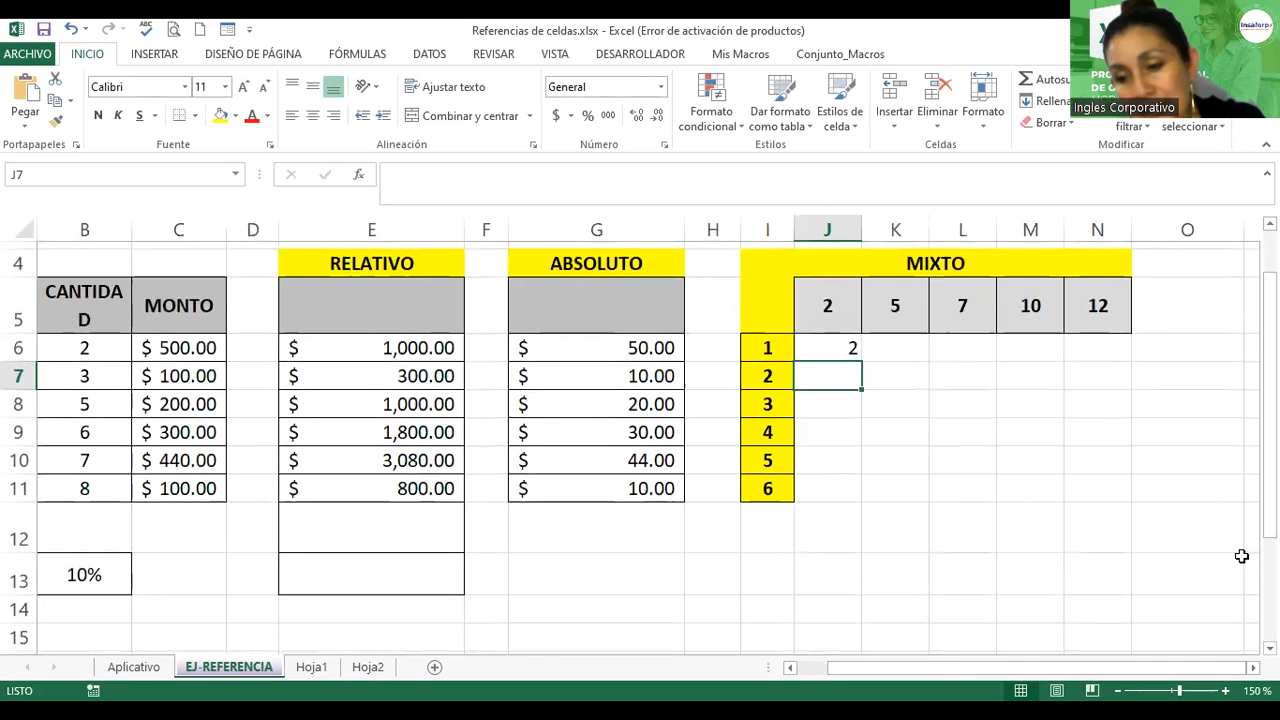 Referencias de celdas.xlsx - Excel (Error de activación de productos)
Insaforp
ARCHIVO INICIO INSERTAR DISEÑO DE PÁGINA FÓRMULAS DATOS REVISAR VISTA DESARROLLADOR Mis Macros Conjunto_Macros
Pegar
Calibri 11
N K S
Ajustar texto
Combinar y centrar
General
$ % 000
Formato condicional
Dar formato como tabla
Estilos de celda
Insertar Eliminar Formato
Autosu
Rellena
Borrar
filtrar seleccionar
Ingles Corporativo
Portapapeles Fuente Alineación Número Estilos Celdas Modificar
J7 fx
B C D E F G H I J K L M N O
4 RELATIVO ABSOLUTO MIXTO
5 CANTIDAD MONTO 2 5 7 10 12
6 2 $ 500.00 $ 1,000.00 $ 50.00 1 2
7 3 $ 100.00 $ 300.00 $ 10.00 2
8 5 $ 200.00 $ 1,000.00 $ 20.00 3
9 6 $ 300.00 $ 1,800.00 $ 30.00 4
10 7 $ 440.00 $ 3,080.00 $ 44.00 5
11 8 $ 100.00 $ 800.00 $ 10.00 6
12
13 10%
14
15
Aplicativo EJ-REFERENCIA Hoja1 Hoja2
LISTO 150 %